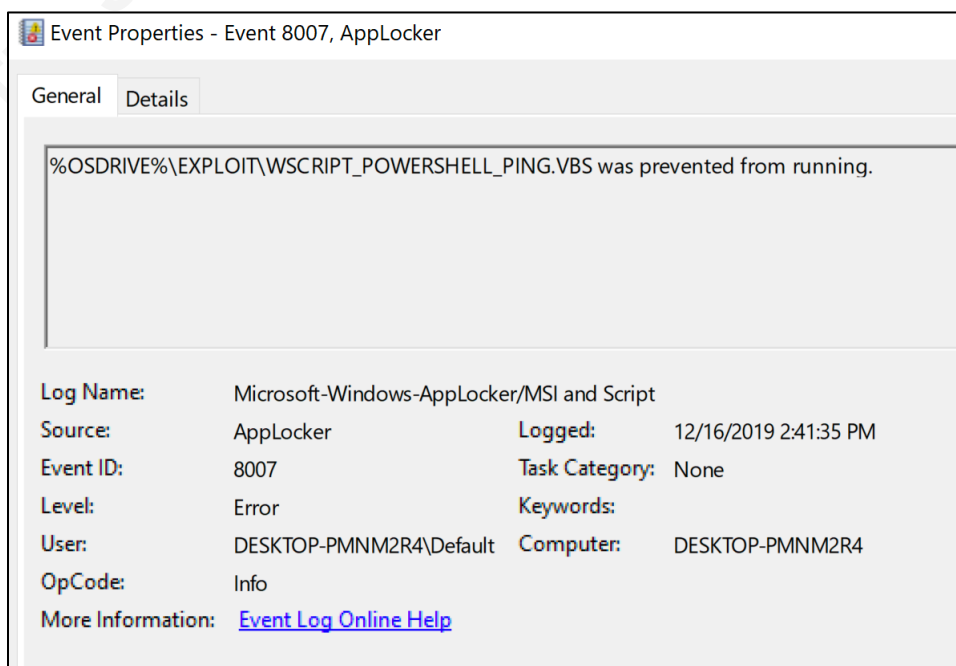 Event Properties - Event 8007, AppLocker
General Details
%OSDRIVE%\EXPLOIT\WSCRIPT_POWERSHELL_PING.VBS was prevented from running.
Log Name: Microsoft-Windows-AppLocker/MSI and Script
Source: AppLocker Logged: 12/16/2019 2:41:35 PM
Event ID: 8007 Task Category: None
Level: Error Keywords:
User: DESKTOP-PMNM2R4\Default Computer: DESKTOP-PMNM2R4
OpCode: Info
More Information: Event Log Online Help